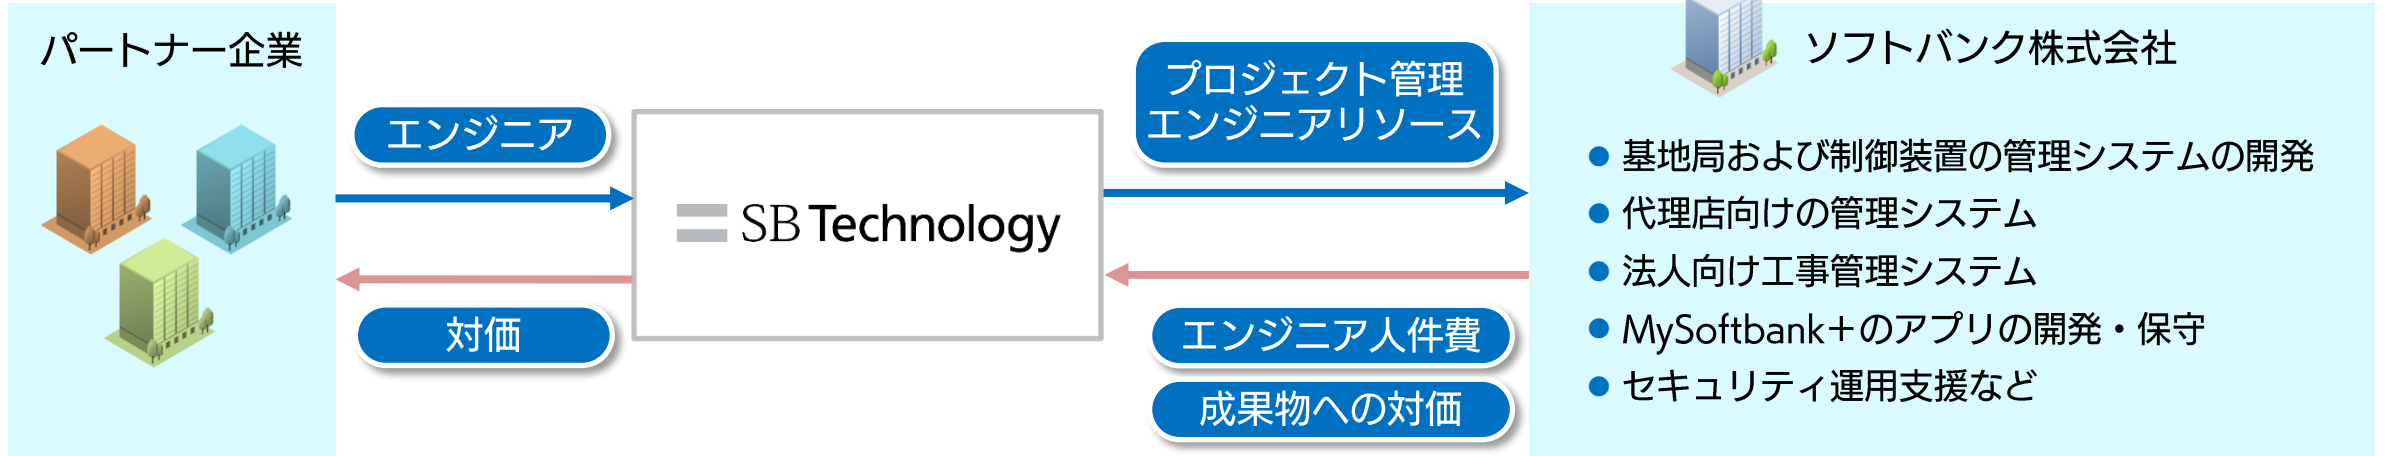 パートナー企業
エンジニア
対価
SB Technology
プロジェクト管理
エンジニアリソース
エンジニア人件費
成果物への対価
ソフトバンク株式会社
● 基地局および制御装置の管理システムの開発
● 代理店向けの管理システム
● 法人向け工事管理システム
● MySoftbank＋のアプリの開発・保守
● セキュリティ運用支援など